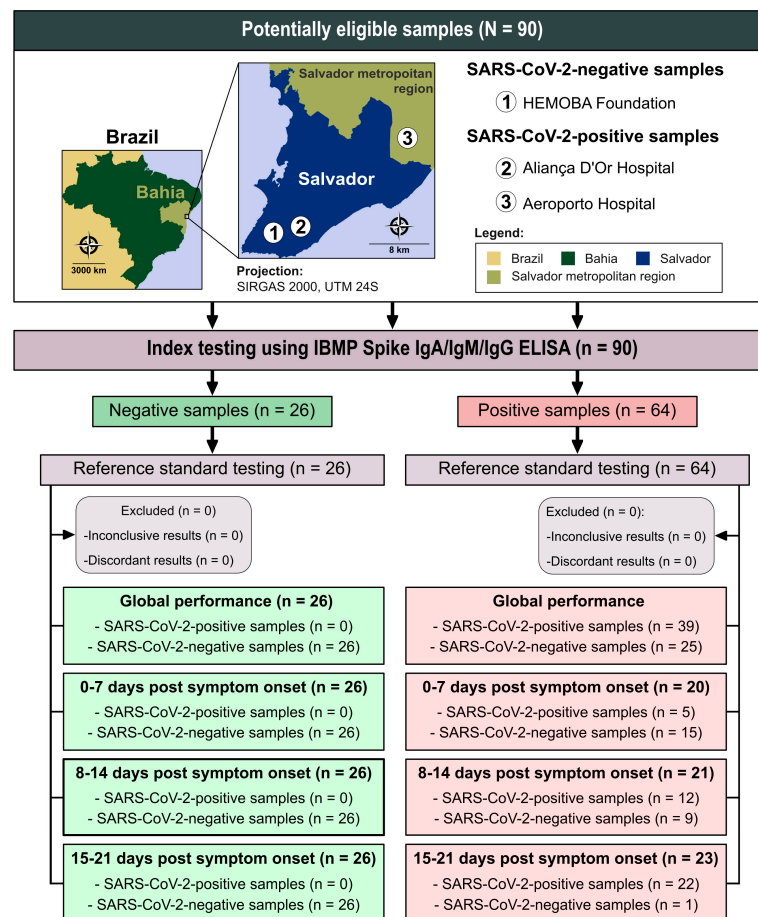 Potentially eligible samples (N = 90)
Brazil
Bahia
3000 km
Salvador metropoitan
region
3
Salvador
1
2
8 km
Projection:
SIRGAS 2000, UTM 24S
SARS-CoV-2-negative samples
1 HEMOBA Foundation
SARS-CoV-2-positive samples
2 Aliança D'Or Hospital
3 Aeroporto Hospital
Legend:
Brazil Bahia Salvador
Salvador metropolitan region
Index testing using IBMP Spike IgA/IgM/IgG ELISA (n = 90)
Negative samples (n = 26)
Reference standard testing (n = 26)
Excluded (n = 0)
-Inconclusive results (n = 0)
-Discordant results (n = 0)
Global performance (n = 26)
- SARS-CoV-2-positive samples (n = 0)
- SARS-CoV-2-negative samples (n = 26)
0-7 days post symptom onset (n = 26)
- SARS-CoV-2-positive samples (n = 0)
- SARS-CoV-2-negative samples (n = 26)
8-14 days post symptom onset (n = 26)
- SARS-CoV-2-positive samples (n = 0)
- SARS-CoV-2-negative samples (n = 26)
15-21 days post symptom onset (n = 26)
- SARS-CoV-2-positive samples (n = 0)
- SARS-CoV-2-negative samples (n = 26)
Positive samples (n = 64)
Reference standard testing (n = 64)
Excluded (n = 0):
-Inconclusive results (n = 0)
-Discordant results (n = 0)
Global performance
- SARS-CoV-2-positive samples (n = 39)
- SARS-CoV-2-negative samples (n = 25)
0-7 days post symptom onset (n = 20)
- SARS-CoV-2-positive samples (n = 5)
- SARS-CoV-2-negative samples (n = 15)
8-14 days post symptom onset (n = 21)
- SARS-CoV-2-positive samples (n = 12)
- SARS-CoV-2-negative samples (n = 9)
15-21 days post symptom onset (n = 23)
- SARS-CoV-2-positive samples (n = 22)
- SARS-CoV-2-negative samples (n = 1)